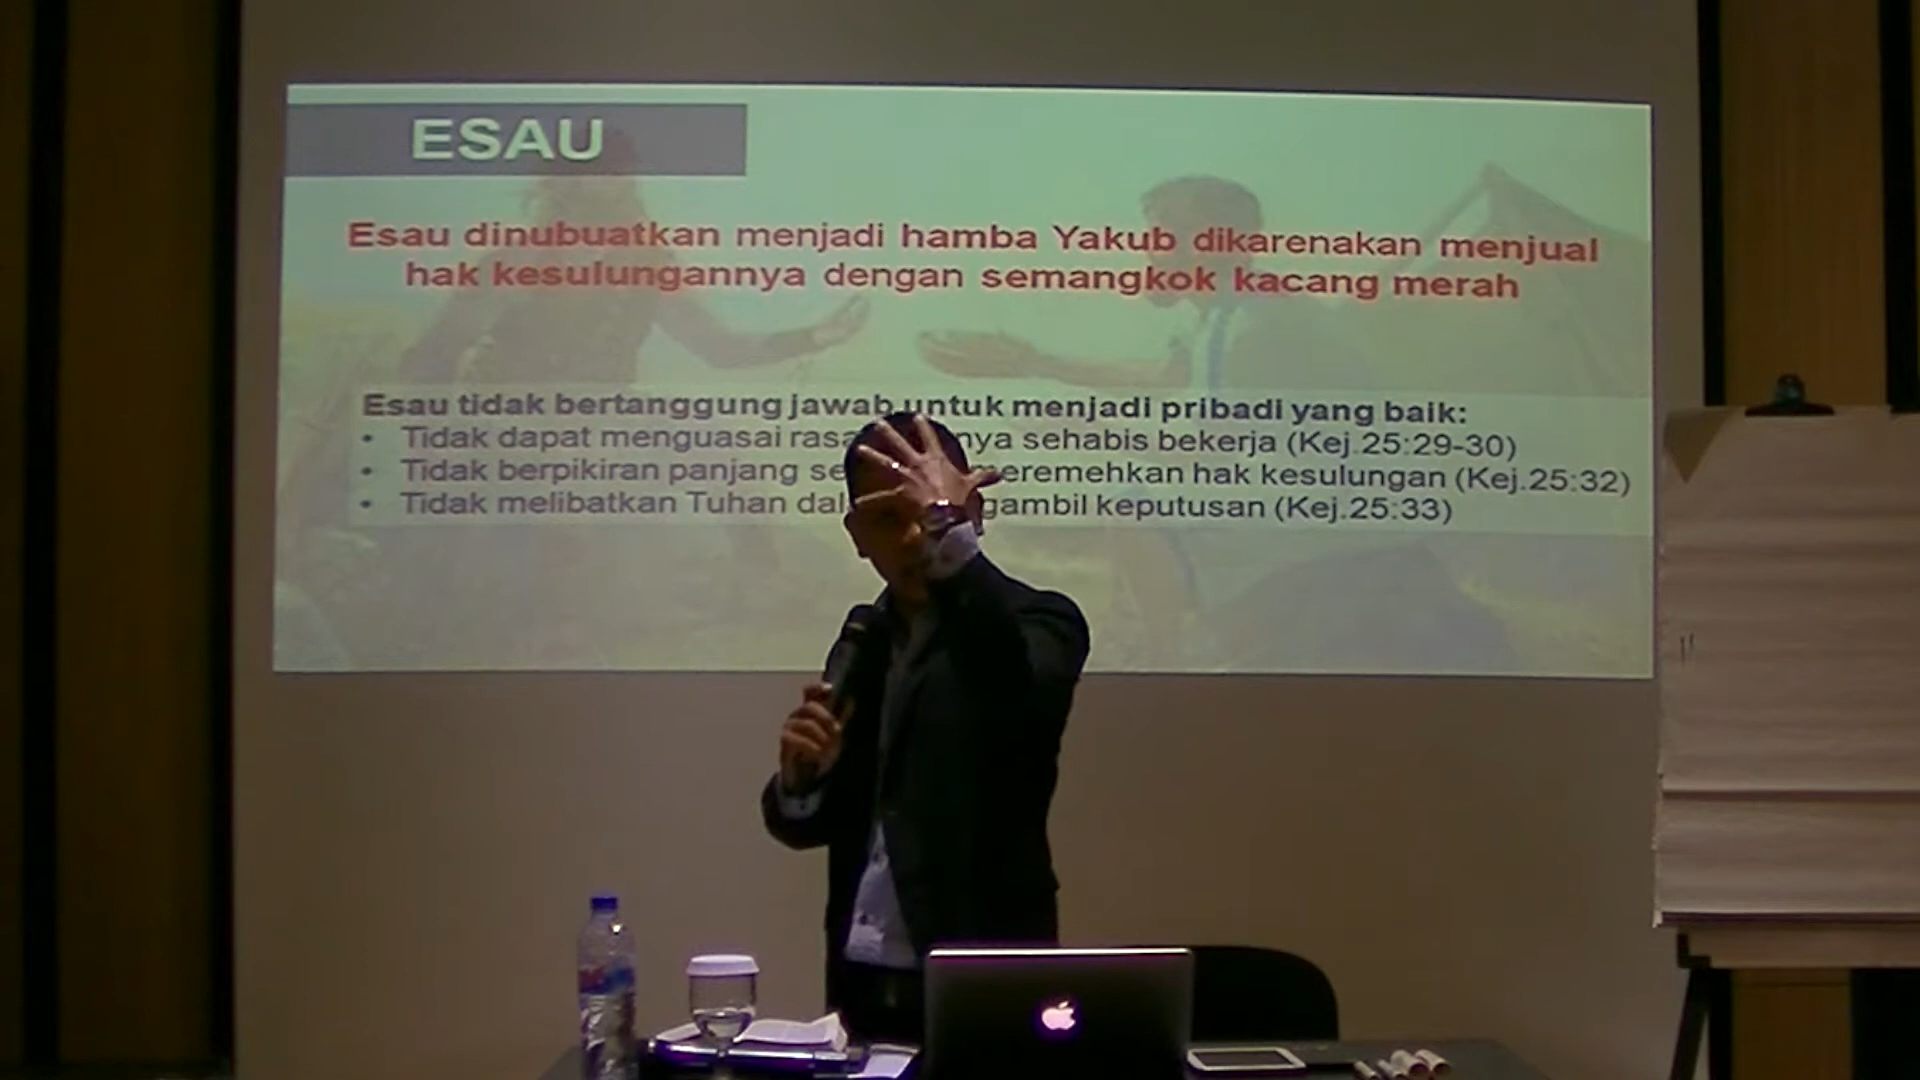 ESAU
Esau dinubuatkan menjadi hamba Yakub dikarenakan menjual
hak kesulungannya dengan semangkok kacang merah
Esau tidak bertanggung jawab untuk menjadi pribadi yang baik:
• Tidak dapat menguasai rasa nya sehabis bekerja (Kej.25:29-30)
• Tidak berpikiran panjang se meremehkan hak kesulungan (Kej.25:32)
• Tidak melibatkan Tuhan dal gambil keputusan (Kej.25:33)